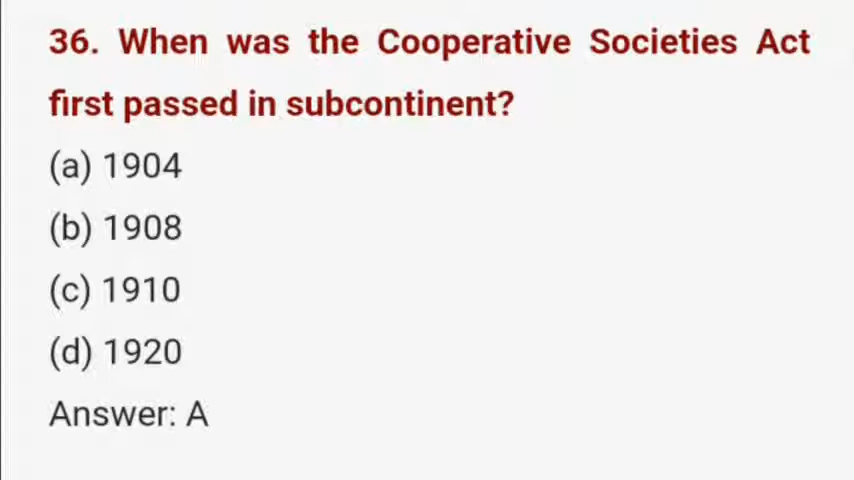 36. When was the Cooperative Societies Act
first passed in subcontinent?
(a) 1904
(b) 1908
(c) 1910
(d) 1920
Answer: A